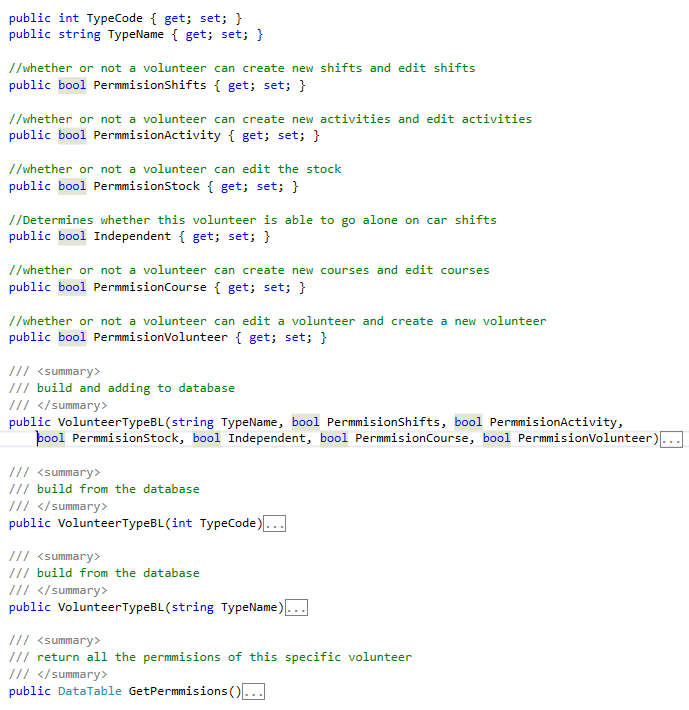 public int TypeCode { get; set; }
public string TypeName { get; set; }
//whether or not a volunteer can create new shifts and edit shifts
public bool PermmisionShifts { get; set; }
//whether or not a volunteer can create new activities and edit activities
public bool PermmisionActivity { get; set; }
//whether or not a volunteer can edit the stock
public bool PermmisionStock { get; set; }
//Determines whether this volunteer is able to go alone on car shifts
public bool Independent { get; set; }
//whether or not a volunteer can create new courses and edit courses
public bool PermmisionCourse { get; set; }
//whether or not a volunteer can edit a volunteer and create a new volunteer
public bool PermmisionVolunteer { get; set; }
/// <summary>
/// build and adding to database
/// </summary>
public VolunteerTypeBL(string TypeName, bool PermmisionShifts, bool PermmisionActivity,
bool PermmisionStock, bool Independent, bool PermmisionCourse, bool PermmisionVolunteer)...
/// <summary>
/// build from the database
/// </summary>
public VolunteerTypeBL(int TypeCode)...
/// <summary>
/// build from the database
/// </summary>
public VolunteerTypeBL(string TypeName)...
/// <summary>
/// return all the permmisions of this specific volunteer
/// </summary>
public DataTable GetPermmisions()...